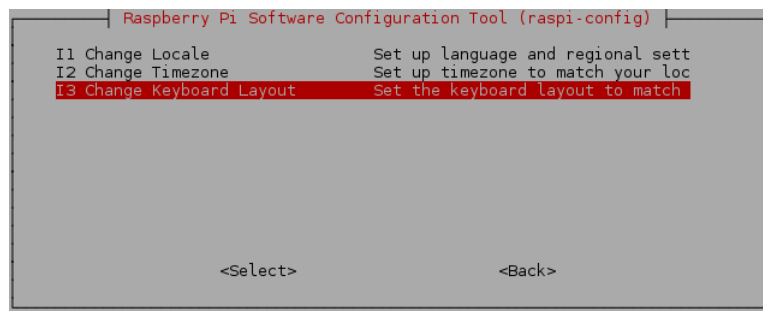 Raspberry Pi Software Configuration Tool (raspi-config)
I1 Change Locale Set up language and regional sett
I2 Change Timezone Set up timezone to match your loc
I3 Change Keyboard Layout Set the keyboard layout to match
<Select> <Back>